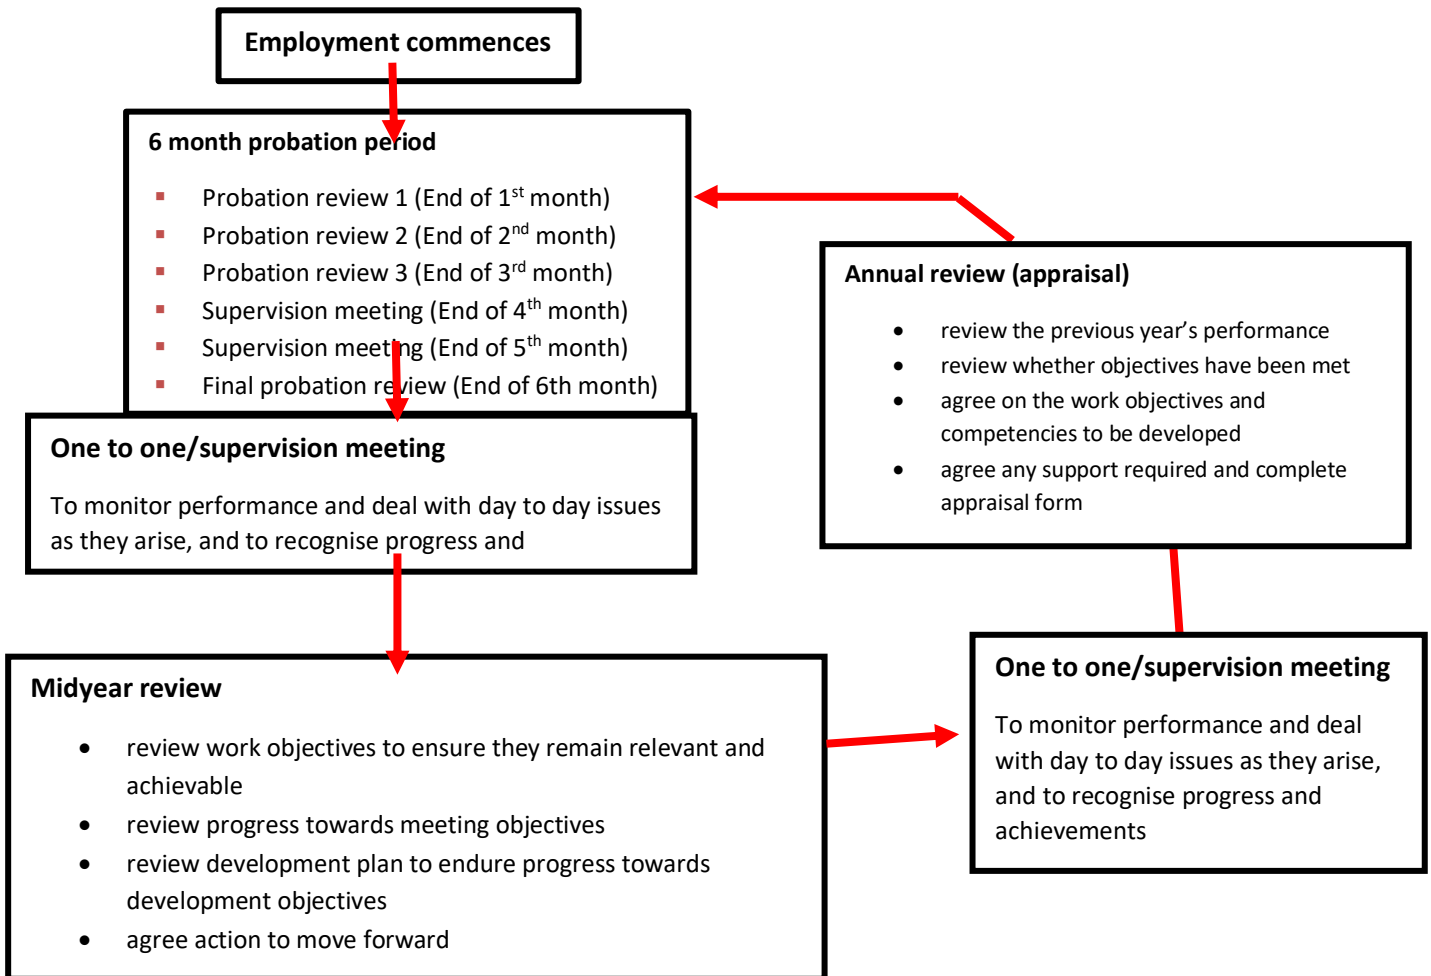 Employment commences
6 month probation period
▪ Probation review 1 (End of 1st month)
▪ Probation review 2 (End of 2nd month)
▪ Probation review 3 (End of 3rd month)
▪ Supervision meeting (End of 4th month)
▪ Supervision meeting (End of 5th month)
▪ Final probation review (End of 6th month)
One to one/supervision meeting
To monitor performance and deal with day to day issues
as they arise, and to recognise progress and
Midyear review
• review work objectives to ensure they remain relevant and
achievable
• review progress towards meeting objectives
• review development plan to endure progress towards
development objectives
• agree action to move forward
One to one/supervision meeting
To monitor performance and deal
with day to day issues as they arise,
and to recognise progress and
achievements
Annual review (appraisal)
• review the previous year’s performance
• review whether objectives have been met
• agree on the work objectives and
competencies to be developed
• agree any support required and complete
appraisal form